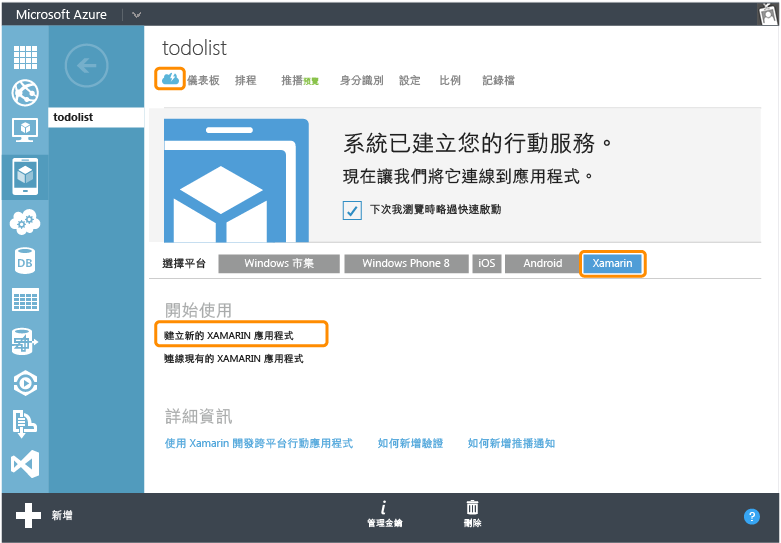 Microsoft Azure
todolist
儀表板 排程 推播預覽 身分識別 設定 比例 記錄檔
todolist
系統已建立您的行動服務。
現在讓我們將它連線到應用程式。
下次我瀏覽時略過快速啟動
選擇平台 Windows 市集 Windows Phone 8 iOS Android Xamarin
開始使用
建立新的 XAMARIN 應用程式
連線現有的 XAMARIN 應用程式
詳細資訊
使用 Xamarin 開發跨平台行動應用程式 如何新增驗證 如何新增推播通知
DB
新增 管理金鑰 刪除 ?